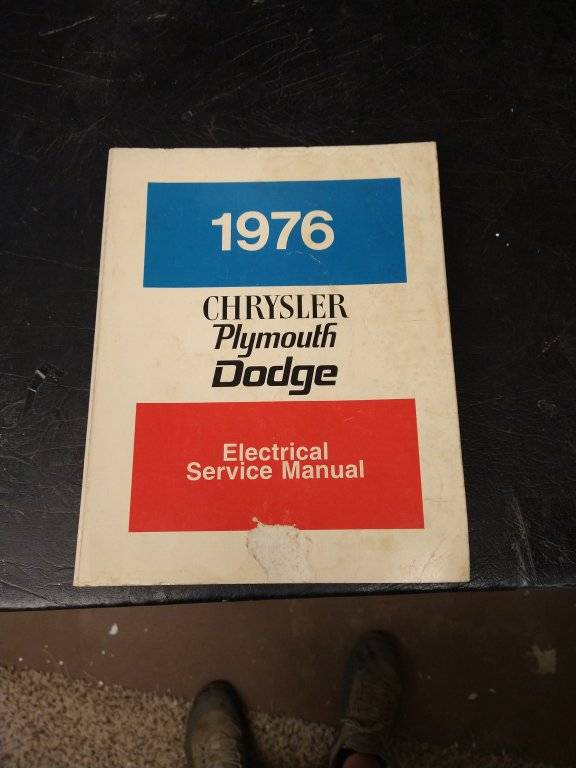 1976
CHRYSLER
Plymouth
Dodge
Electrical
Service Manual